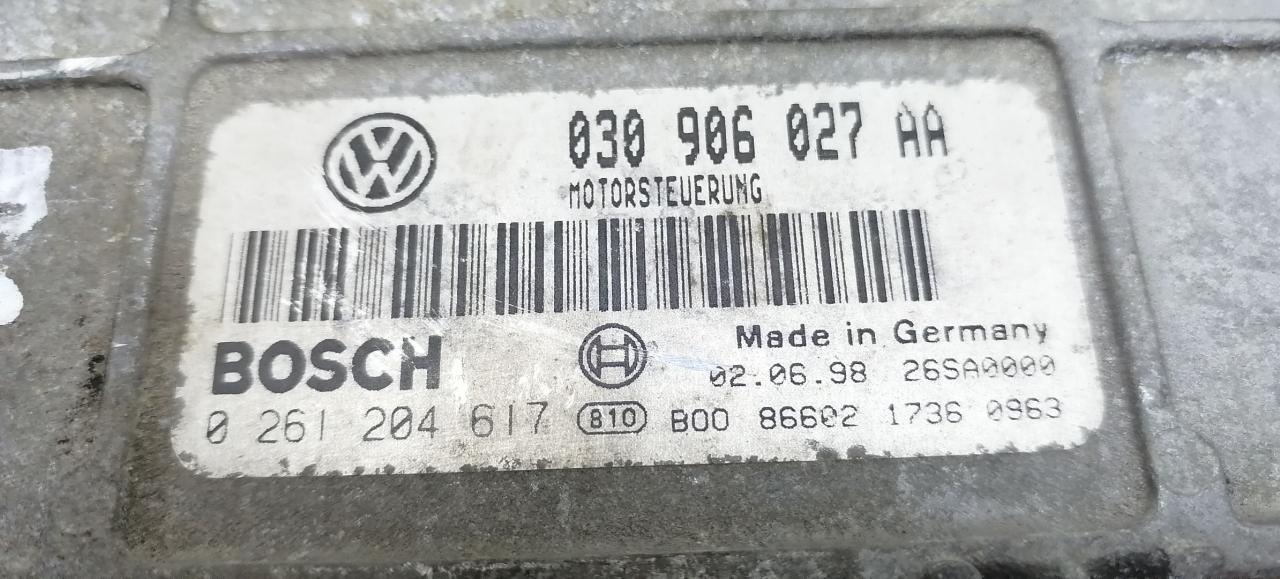 030 906 027 AA
MOTORSTEUERUNG
BOSCH
Made in Germany
02.06.98 26SA0000
0 261 204 617 810 B00 86602 1736 0963